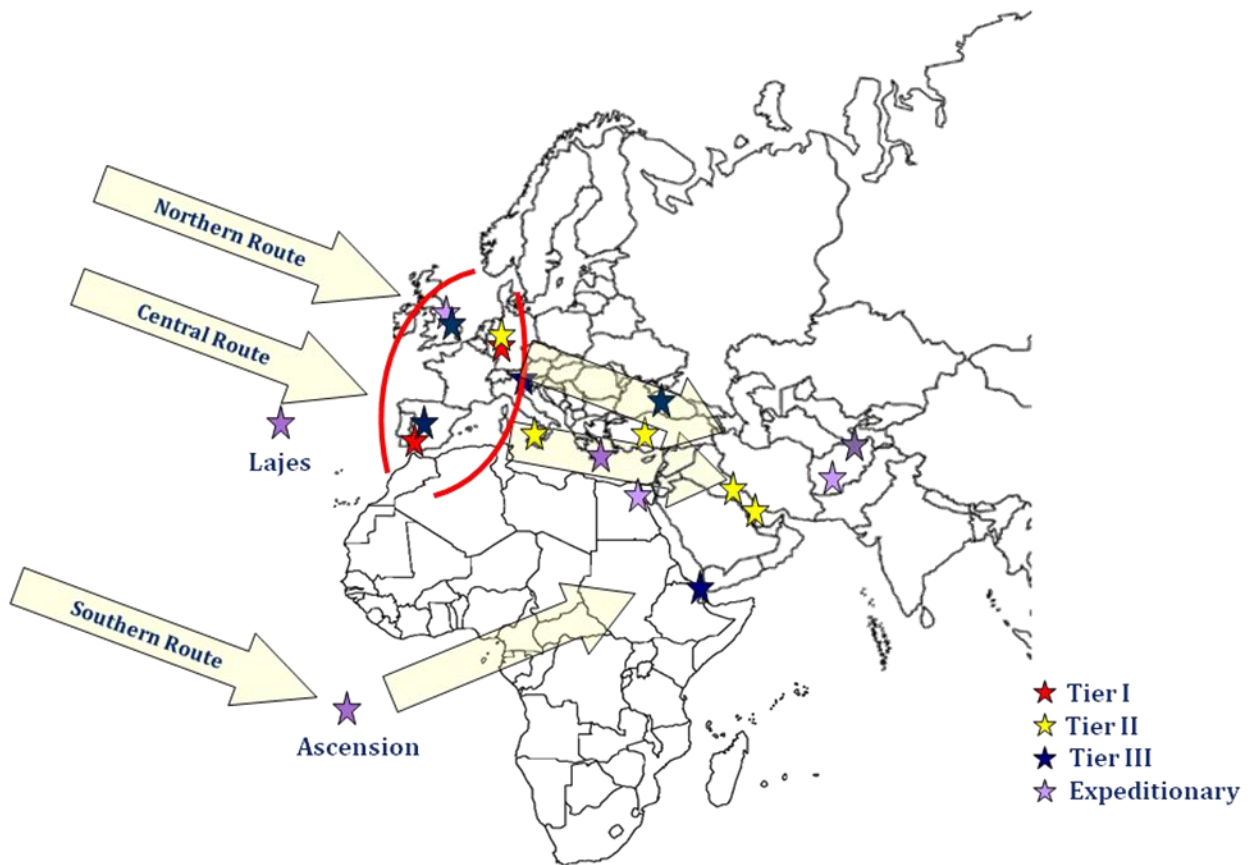 Northern Route
Central Route
Lajes
Southern Route
Ascension
Tier I
Tier II
Tier III
Expeditionary